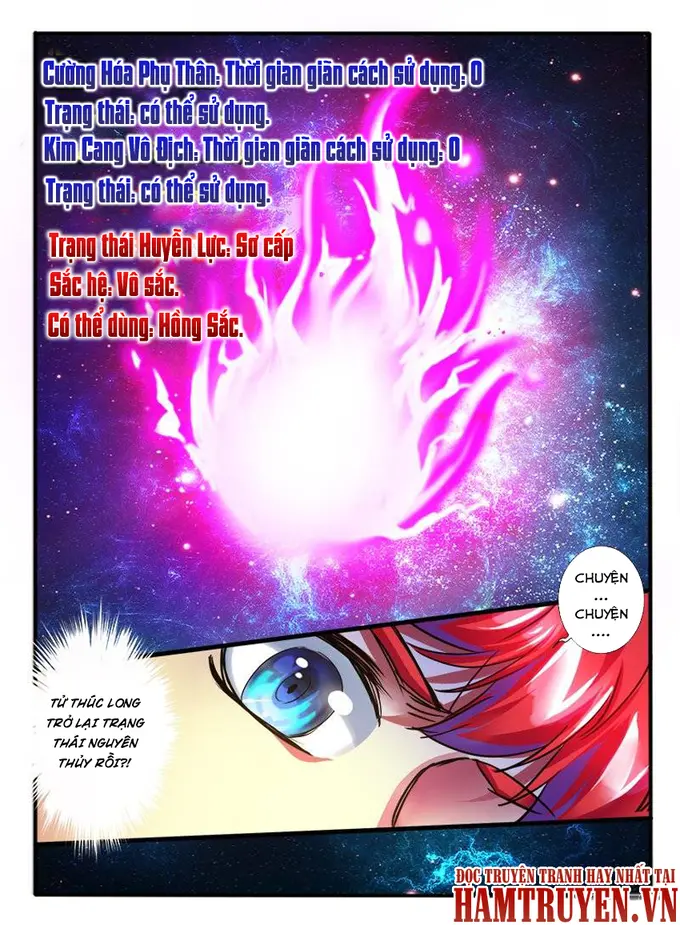 Cường Hóa Phụ Thân: Thời gian giãn cách sử dụng: 0
Trạng thái: có thể sử dụng.
Kim Cang Vô Địch: Thời gian giãn cách sử dụng: 0
Trạng thái: có thể sử dụng.
Trạng thái Huyễn Lực: Sơ cấp
Sắc hệ: Vô sắc.
Có thể dùng: Hồng Sắc.
CHUYỆN
...
CHUYỆN
....
TỬ THÚC LONG
TRỞ LẠI TRẠNG
THÁI NGUYÊN
THỦY RỒI?!
ĐỌC TRUYỆN TRANH HAY NHẤT TẠI
HAMTRUYEN.VN